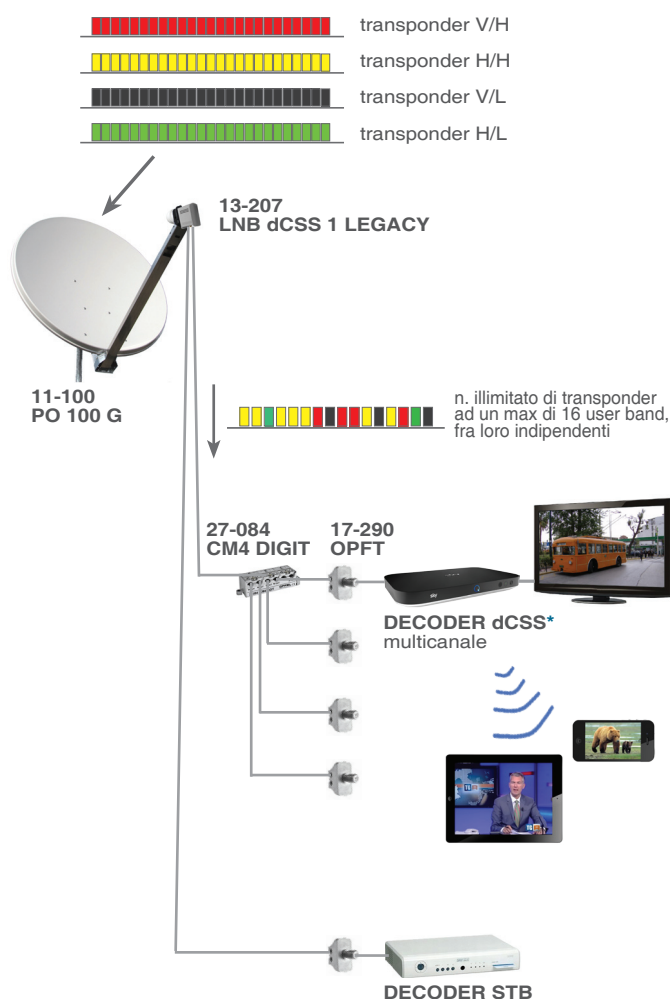 transponder V/H
transponder H/H
transponder V/L
transponder H/L
13-207
LNB dCSS 1 LEGACY
11-100
PO 100 G
n. illimitato di transponder
ad un max di 16 user band,
fra loro indipendenti
27-084
CM4 DIGIT
17-290
OPFT
sky
DECODER dCSS*
multicanale
DECODER STB